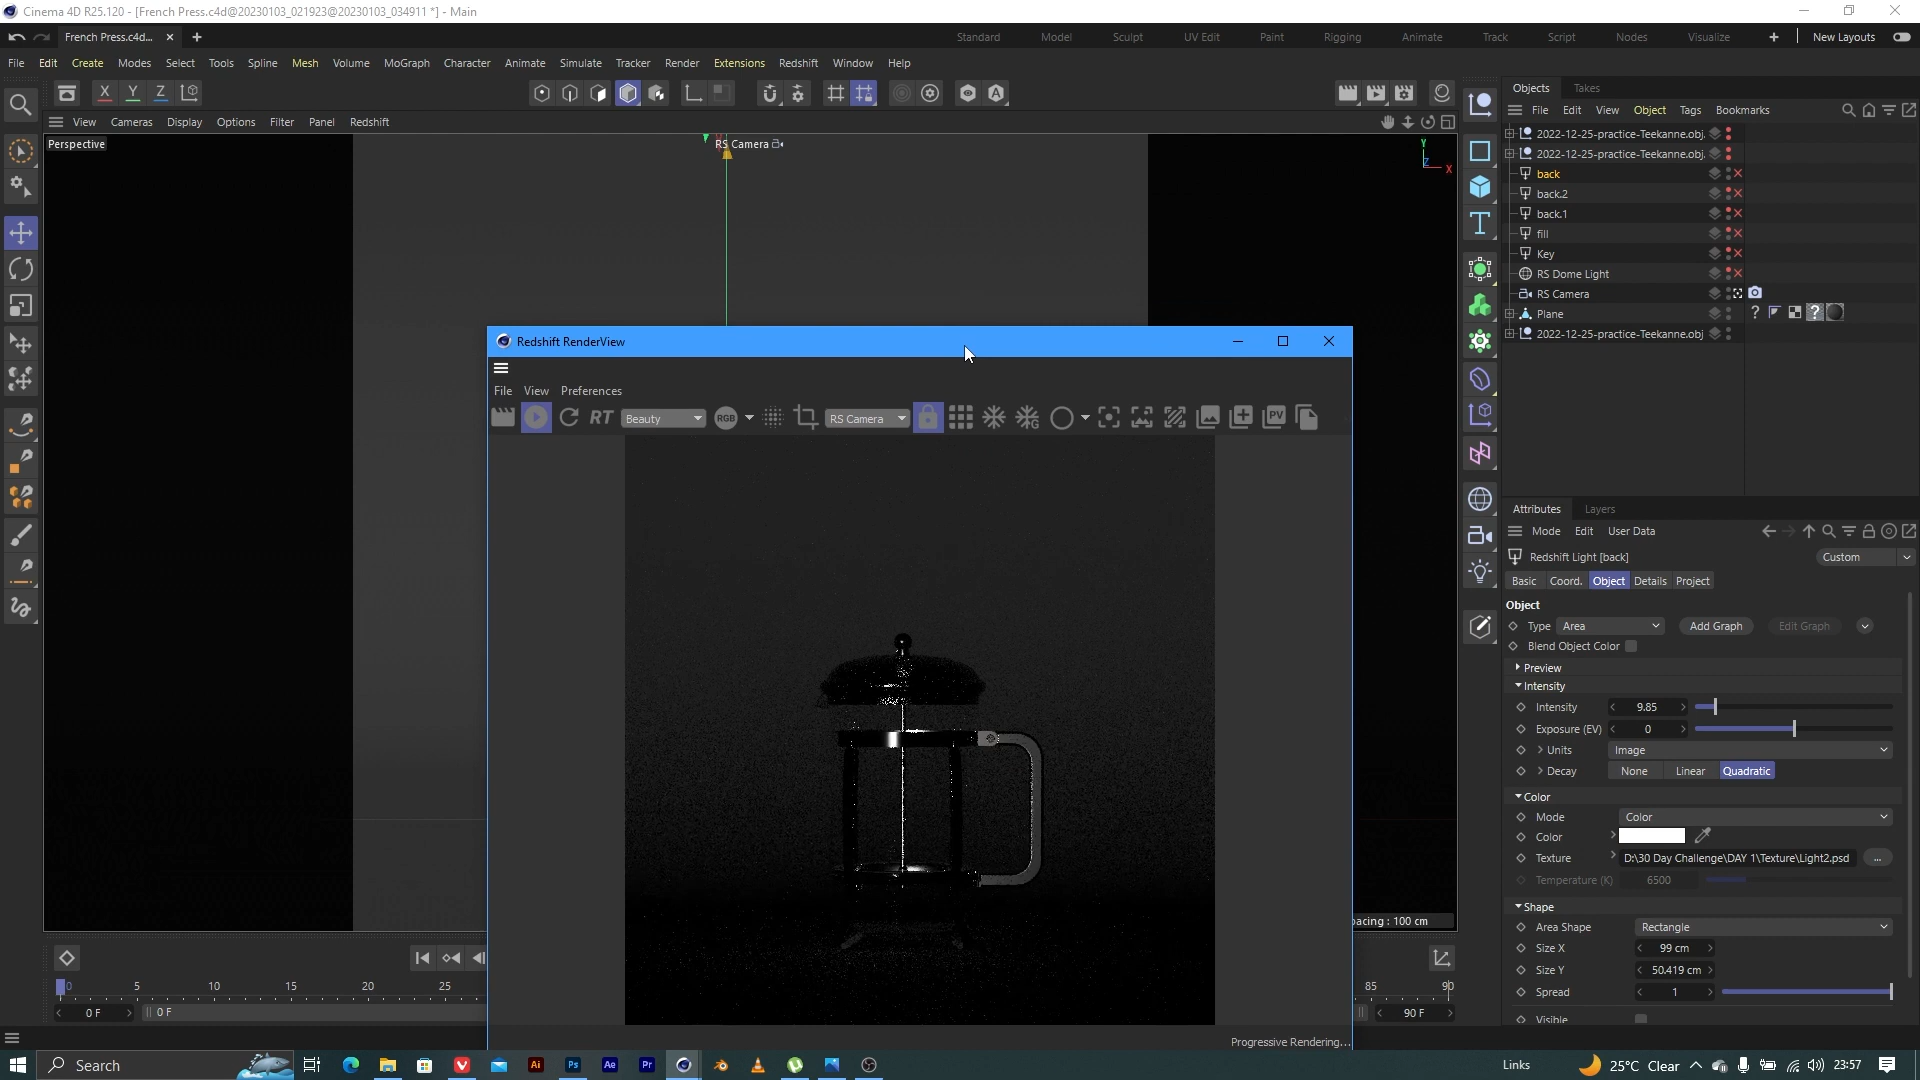 Cinema 4D R25.120 - [French Press.c4d@20230103_021923@20230103_034911 *] - Main
French Press.c4d...
Standard Model Sculpt UV Edit Paint Rigging Animate Track Script Nodes Visualize New Layouts
File Edit Create Modes Select Tools Spline Mesh Volume MoGraph Character Animate Simulate Tracker Render Extensions Redshift Window Help
X Y Z
View Cameras Display Options Filter Panel Redshift
Perspective
RS Camera
Y
Z
X
Objects Takes
File Edit View Object Tags Bookmarks
2022-12-25-practice-Teekanne.obj.
2022-12-25-practice-Teekanne.obj.
back
back.2
back.1
fill
Key
RS Dome Light
RS Camera
Plane
2022-12-25-practice-Teekanne.obj
Redshift RenderView
File View Preferences
RT Beauty RGB RS Camera PV
Progressive Rendering...
Attributes Layers
Mode Edit User Data
Redshift Light [back] Custom
Basic Coord. Object Details Project
Object
Type Area Add Graph Edit Graph
Blend Object Color
Preview
Intensity
Intensity 9.85
Exposure (EV) 0
Units Image
Decay None Linear Quadratic
Color
Mode Color
Color
Texture D:\30 Day Challenge\DAY 1\Texture\Light2.psd ...
Temperature (K) 6500
Shape
Area Shape Rectangle
Size X 99 cm
Size Y 50.419 cm
Spread 1
Visible
pacing : 100 cm
0 5 10 15 20 25 85 90
0 F 0 F 90 F
Search Ai Ps Ae Pr Links 25°C Clear 23:57